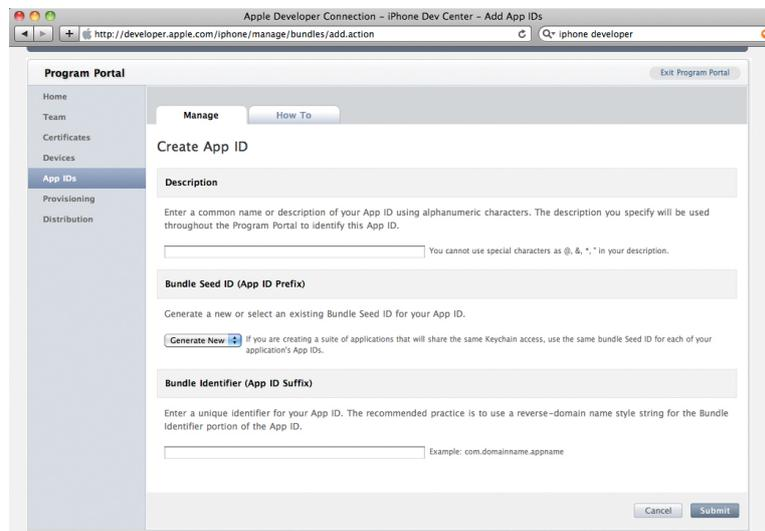 Apple Developer Connection – iPhone Dev Center – Add App IDs
http://developer.apple.com/iphone/manage/bundles/add.action
iphone developer
Program Portal
Exit Program Portal
Home
Team
Certificates
Devices
App IDs
Provisioning
Distribution
Manage
How To
Create App ID
Description
Enter a common name or description of your App ID using alphanumeric characters. The description you specify will be used
throughout the Program Portal to identify this App ID.
You cannot use special characters as @, &, *, " in your description.
Bundle Seed ID (App ID Prefix)
Generate a new or select an existing Bundle Seed ID for your App ID.
Generate New
If you are creating a suite of applications that will share the same Keychain access, use the same bundle Seed ID for each of your
application's App IDs.
Bundle Identifier (App ID Suffix)
Enter a unique identifier for your App ID. The recommended practice is to use a reverse-domain name style string for the Bundle
Identifier portion of the App ID.
Example: com.domainname.appname
Cancel
Submit